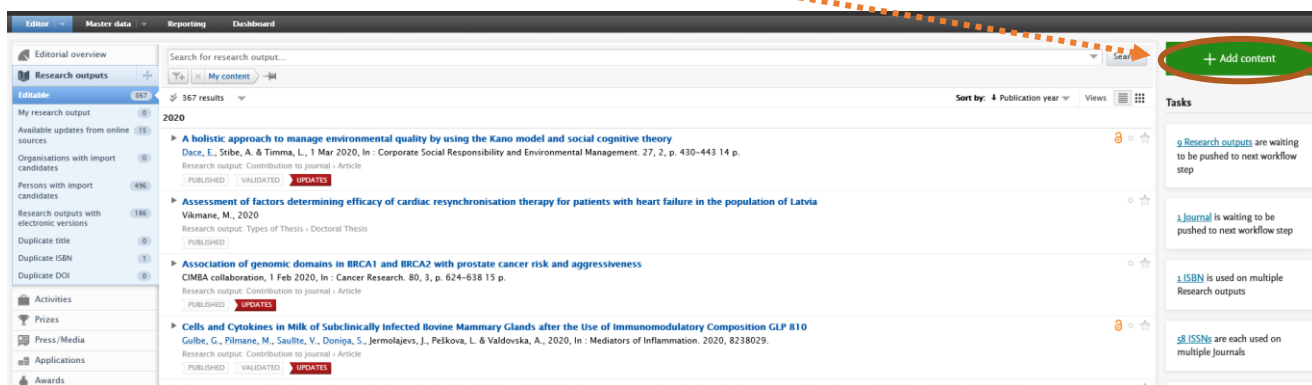 Editor Master data Reporting Dashboard
Editorial overview
Research outputs
Editable 367
My research output 0
Available updates from online sources 15
Organisations with import candidates 0
Persons with import candidates 496
Research outputs with electronic versions 186
Duplicate title 0
Duplicate ISBN 1
Duplicate DOI 0
Activities
Prizes
Press/Media
Applications
Awards
Search for research output...
My content
367 results
Sort by: Publication year Views
2020
A holistic approach to manage environmental quality by using the Kano model and social cognitive theory
Dace, E., Stibe, A. & Timma, L., 1 Mar 2020, In : Corporate Social Responsibility and Environmental Management. 27, 2, p. 430-443 14 p.
Research output: Contribution to journal › Article
PUBLISHED VALIDATED UPDATES
Assessment of factors determining efficacy of cardiac resynchronisation therapy for patients with heart failure in the population of Latvia
Vikmane, M., 2020
Research output: Types of Thesis › Doctoral Thesis
PUBLISHED
Association of genomic domains in BRCA1 and BRCA2 with prostate cancer risk and aggressiveness
CIMBA collaboration, 1 Feb 2020, In : Cancer Research. 80, 3, p. 624-638 15 p.
Research output: Contribution to journal › Article
PUBLISHED UPDATES
Cells and Cytokines in Milk of Subclinically Infected Bovine Mammary Glands after the Use of Immunomodulatory Composition GLP 810
Gulbe, G., Pilmane, M., Saulīte, V., Doniņa, S., Jermolajevs, J., Peškova, L. & Valdovska, A., 2020, In : Mediators of Inflammation. 2020, 8238029.
Research output: Contribution to journal › Article
PUBLISHED VALIDATED UPDATES
+ Add content
Tasks
9 Research outputs are waiting
to be pushed to next workflow
step
1 Journal is waiting to be
pushed to next workflow step
1 ISBN is used on multiple
Research outputs
58 ISSNs are each used on
multiple Journals